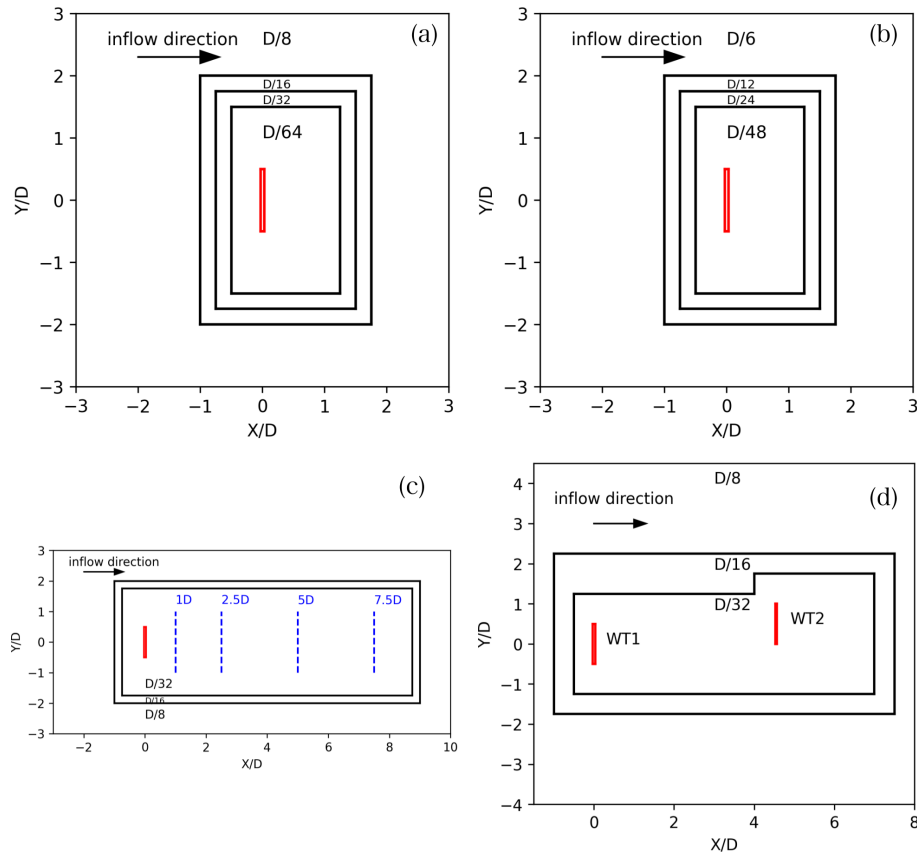 (a)
inflow direction
D/8
D/16
D/32
D/64
3
2
1
0
−1
−2
−3
−3 −2 −1 0 1 2 3
Y/D
X/D
(b)
inflow direction
D/6
D/12
D/24
D/48
3
2
1
0
−1
−2
−3
−3 −2 −1 0 1 2 3
Y/D
X/D
(c)
inflow direction
1D 2.5D 5D 7.5D
D/32
D/16
D/8
3
2
1
0
−1
−2
−3
−2 0 2 4 6 8 10
Y/D
X/D
(d)
D/8
inflow direction
D/16
D/32
WT1
WT2
4
3
2
1
0
−1
−2
−3
−4
0 2 4 6 8
Y/D
X/D